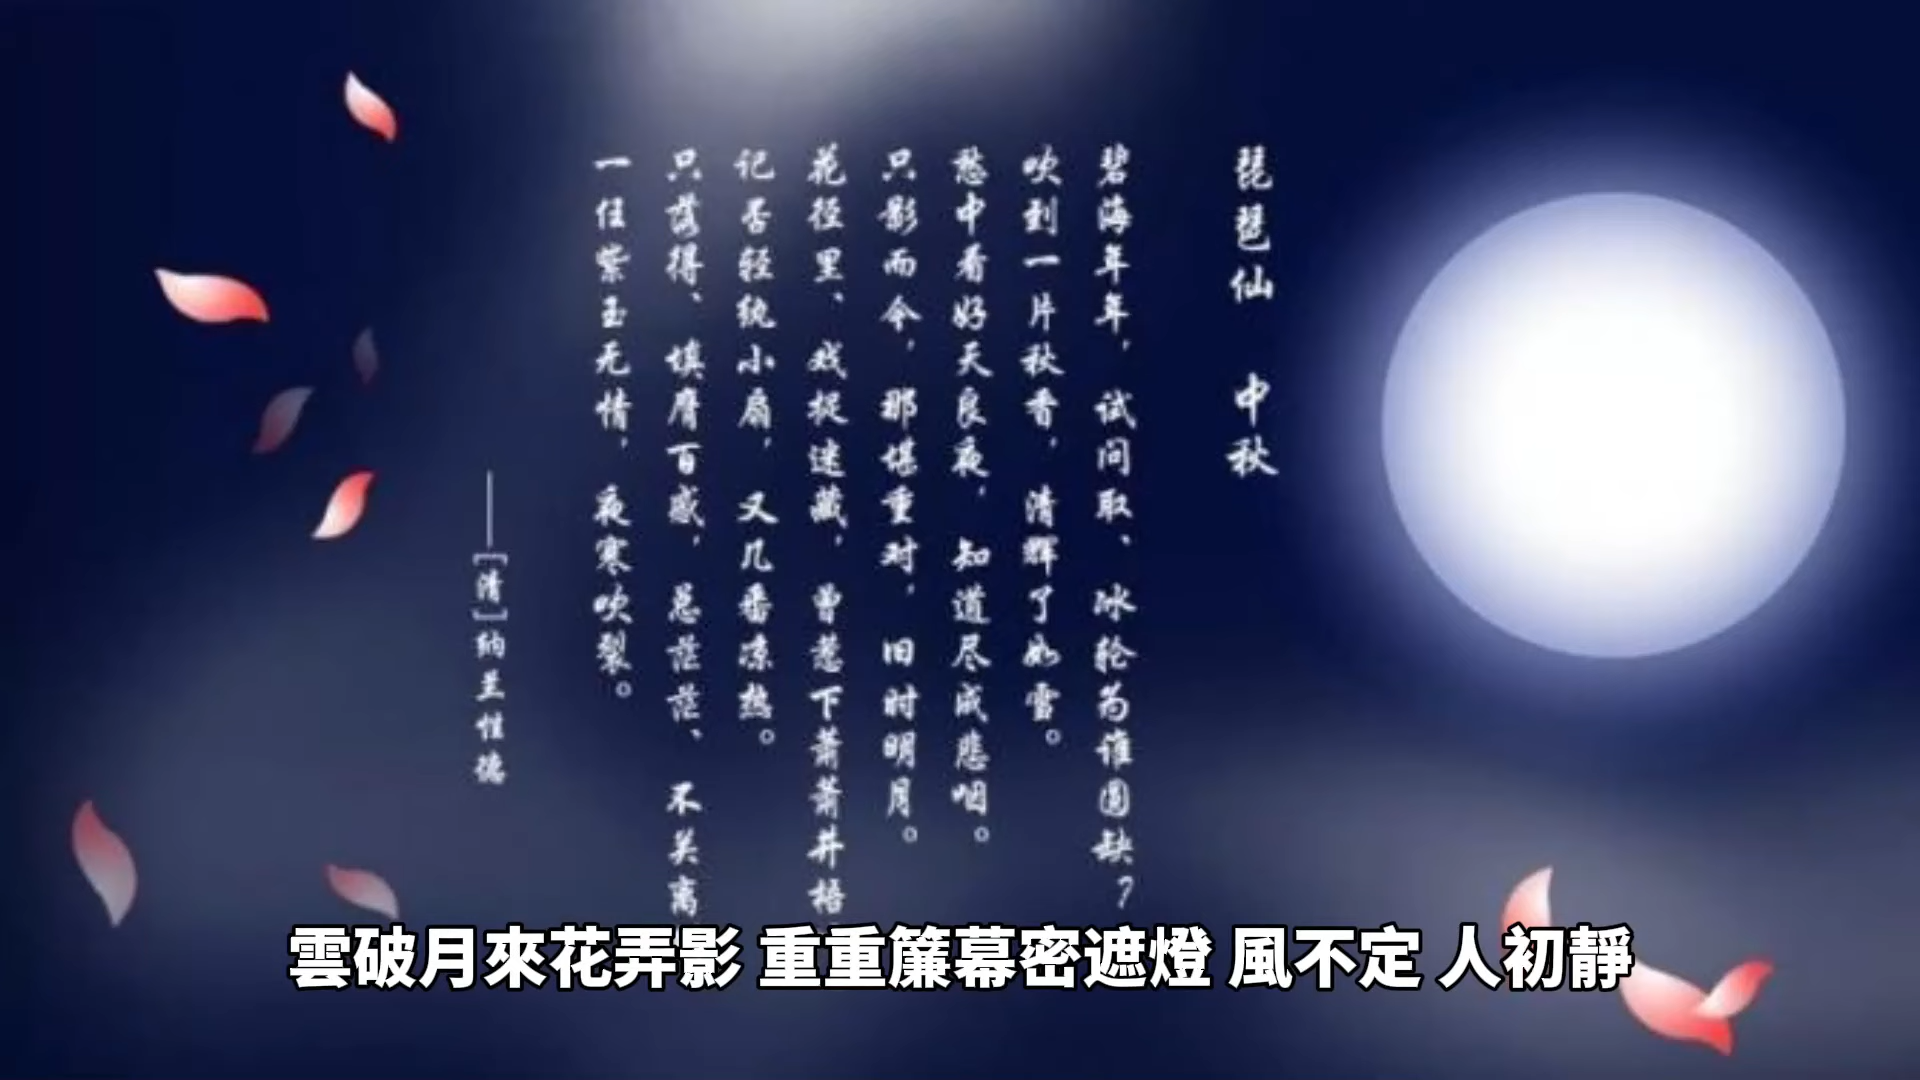 琵琶仙 中秋
碧海年年，试问取、冰轮为谁圆缺？
吹到一片秋香，清辉了如雪。
愁中看好天良夜，知道尽成悲咽。
只影而今，那堪重对，旧时明月。
花径里、戏捉迷藏，曾惹下萧萧井梧
记否轻纨小扇，又几番凉热。
只落得、填膺百感，总茫茫、不关离
一任紫玉无情，夜寒吹裂。
——[清]纳兰性德
雲破月來花弄影 重重簾幕密遮燈 風不定 人初靜